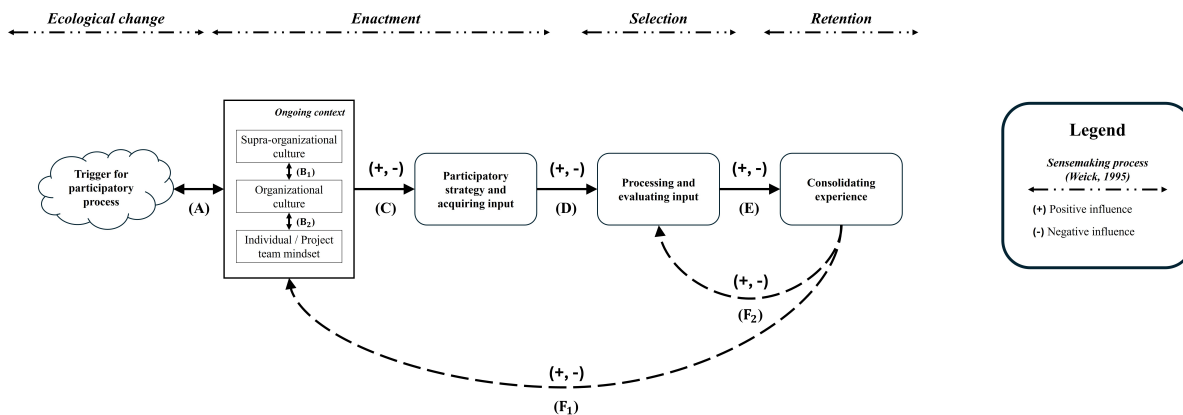 Ecological change
Enactment
Selection
Retention
Ongoing context
Supra-organizational
culture
(B₁)
Organizational
culture
(B₂)
Individual / Project
team mindset
Trigger for
participatory
process
(A)
(+, -)
(C)
Participatory
strategy and
acquiring input
(+, -)
(D)
Processing and
evaluating input
(+, -)
(E)
Consolidating
experience
(+, -)
(F₂)
(+, -)
(F₁)
Legend
Sensemaking process
(Weick, 1995)
(+) Positive influence
(-) Negative influence